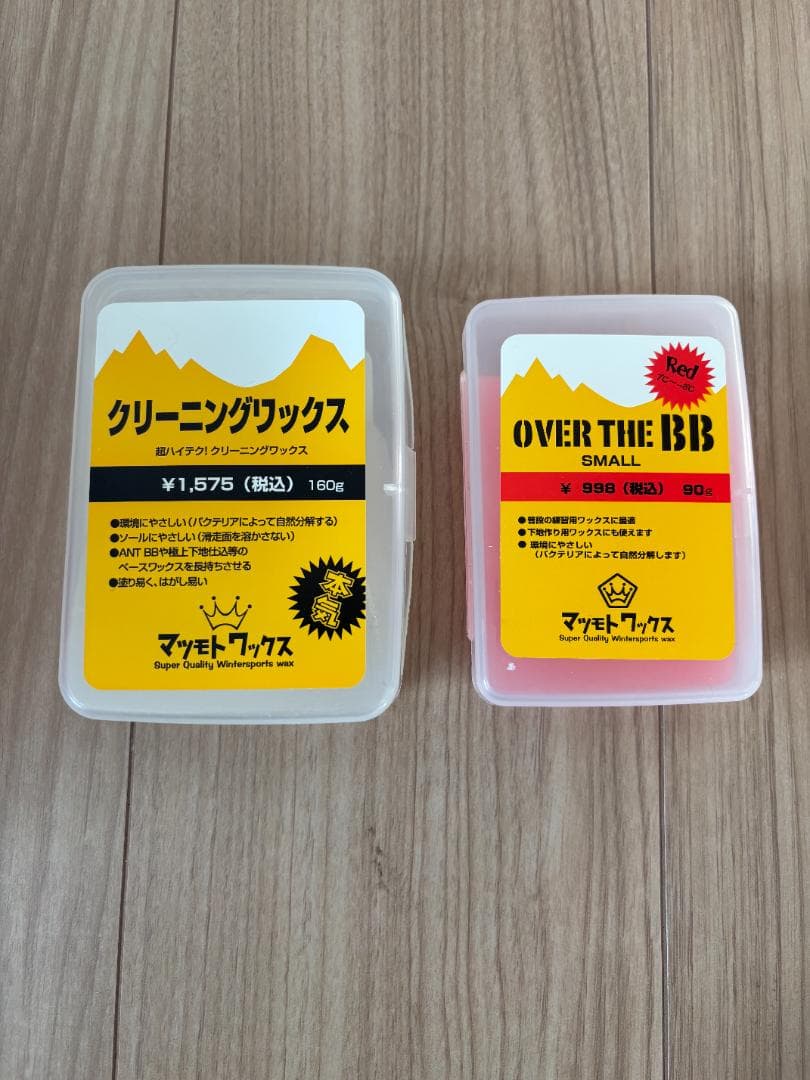 クリーニングワックス
超ハイテク! クリーニングワックス
¥1,575（税込） 160g
●環境にやさしい（バクテリアによって自然分解する）
●ソールにやさしい（滑走面を溶かさない）
●ANT BBや極上下地仕込等の
ベースワックスを長持ちさせる
●塗り易く、はがし易い
本気
マツモトワックス
Super Quality Wintersports wax
Red
OVER THE BB
SMALL
¥ 998（税込） 90g
●普段の練習用ワックスに最適
●下地作り用ワックスにも使えます
●環境にやさしい
（バクテリアによって自然分解します）
マツモトワックス
Super Quality Wintersports wax